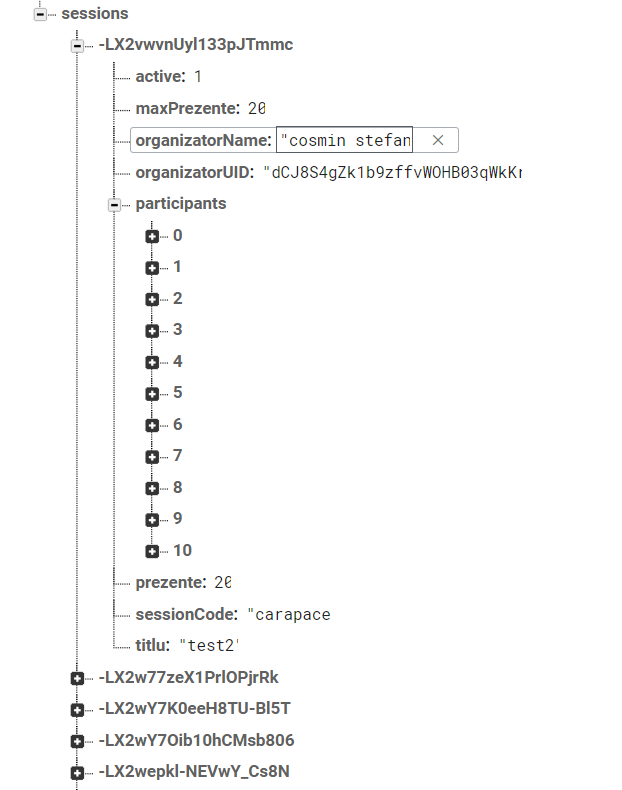 sessions
-LX2vwvnUyl133pJTmmc
active: 1
maxPrezente: 20
organizatorName: "cosmin stefan
organizatorUID: "dCJ8S4gZk1b9zffvWOHB03qWkKr
participants
0
1
2
3
4
5
6
7
8
9
10
prezente: 20
sessionCode: "carapace
titlu: "test2"
-LX2w77zeX1PrlOPjrRk
-LX2wY7K0eeH8TU-Bl5T
-LX2wY7Oib10hCMsb806
-LX2wepkl-NEVwY_Cs8N